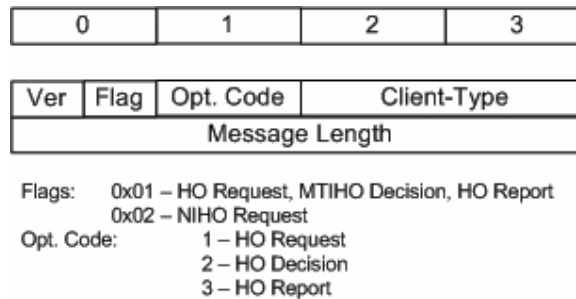 0 1 2 3
Ver Flag Opt. Code Client-Type
Message Length
Flags: 0x01 – HO Request, MTIHO Decision, HO Report
0x02 – NIHO Request
Opt. Code: 1 – HO Request
2 – HO Decision
3 – HO Report